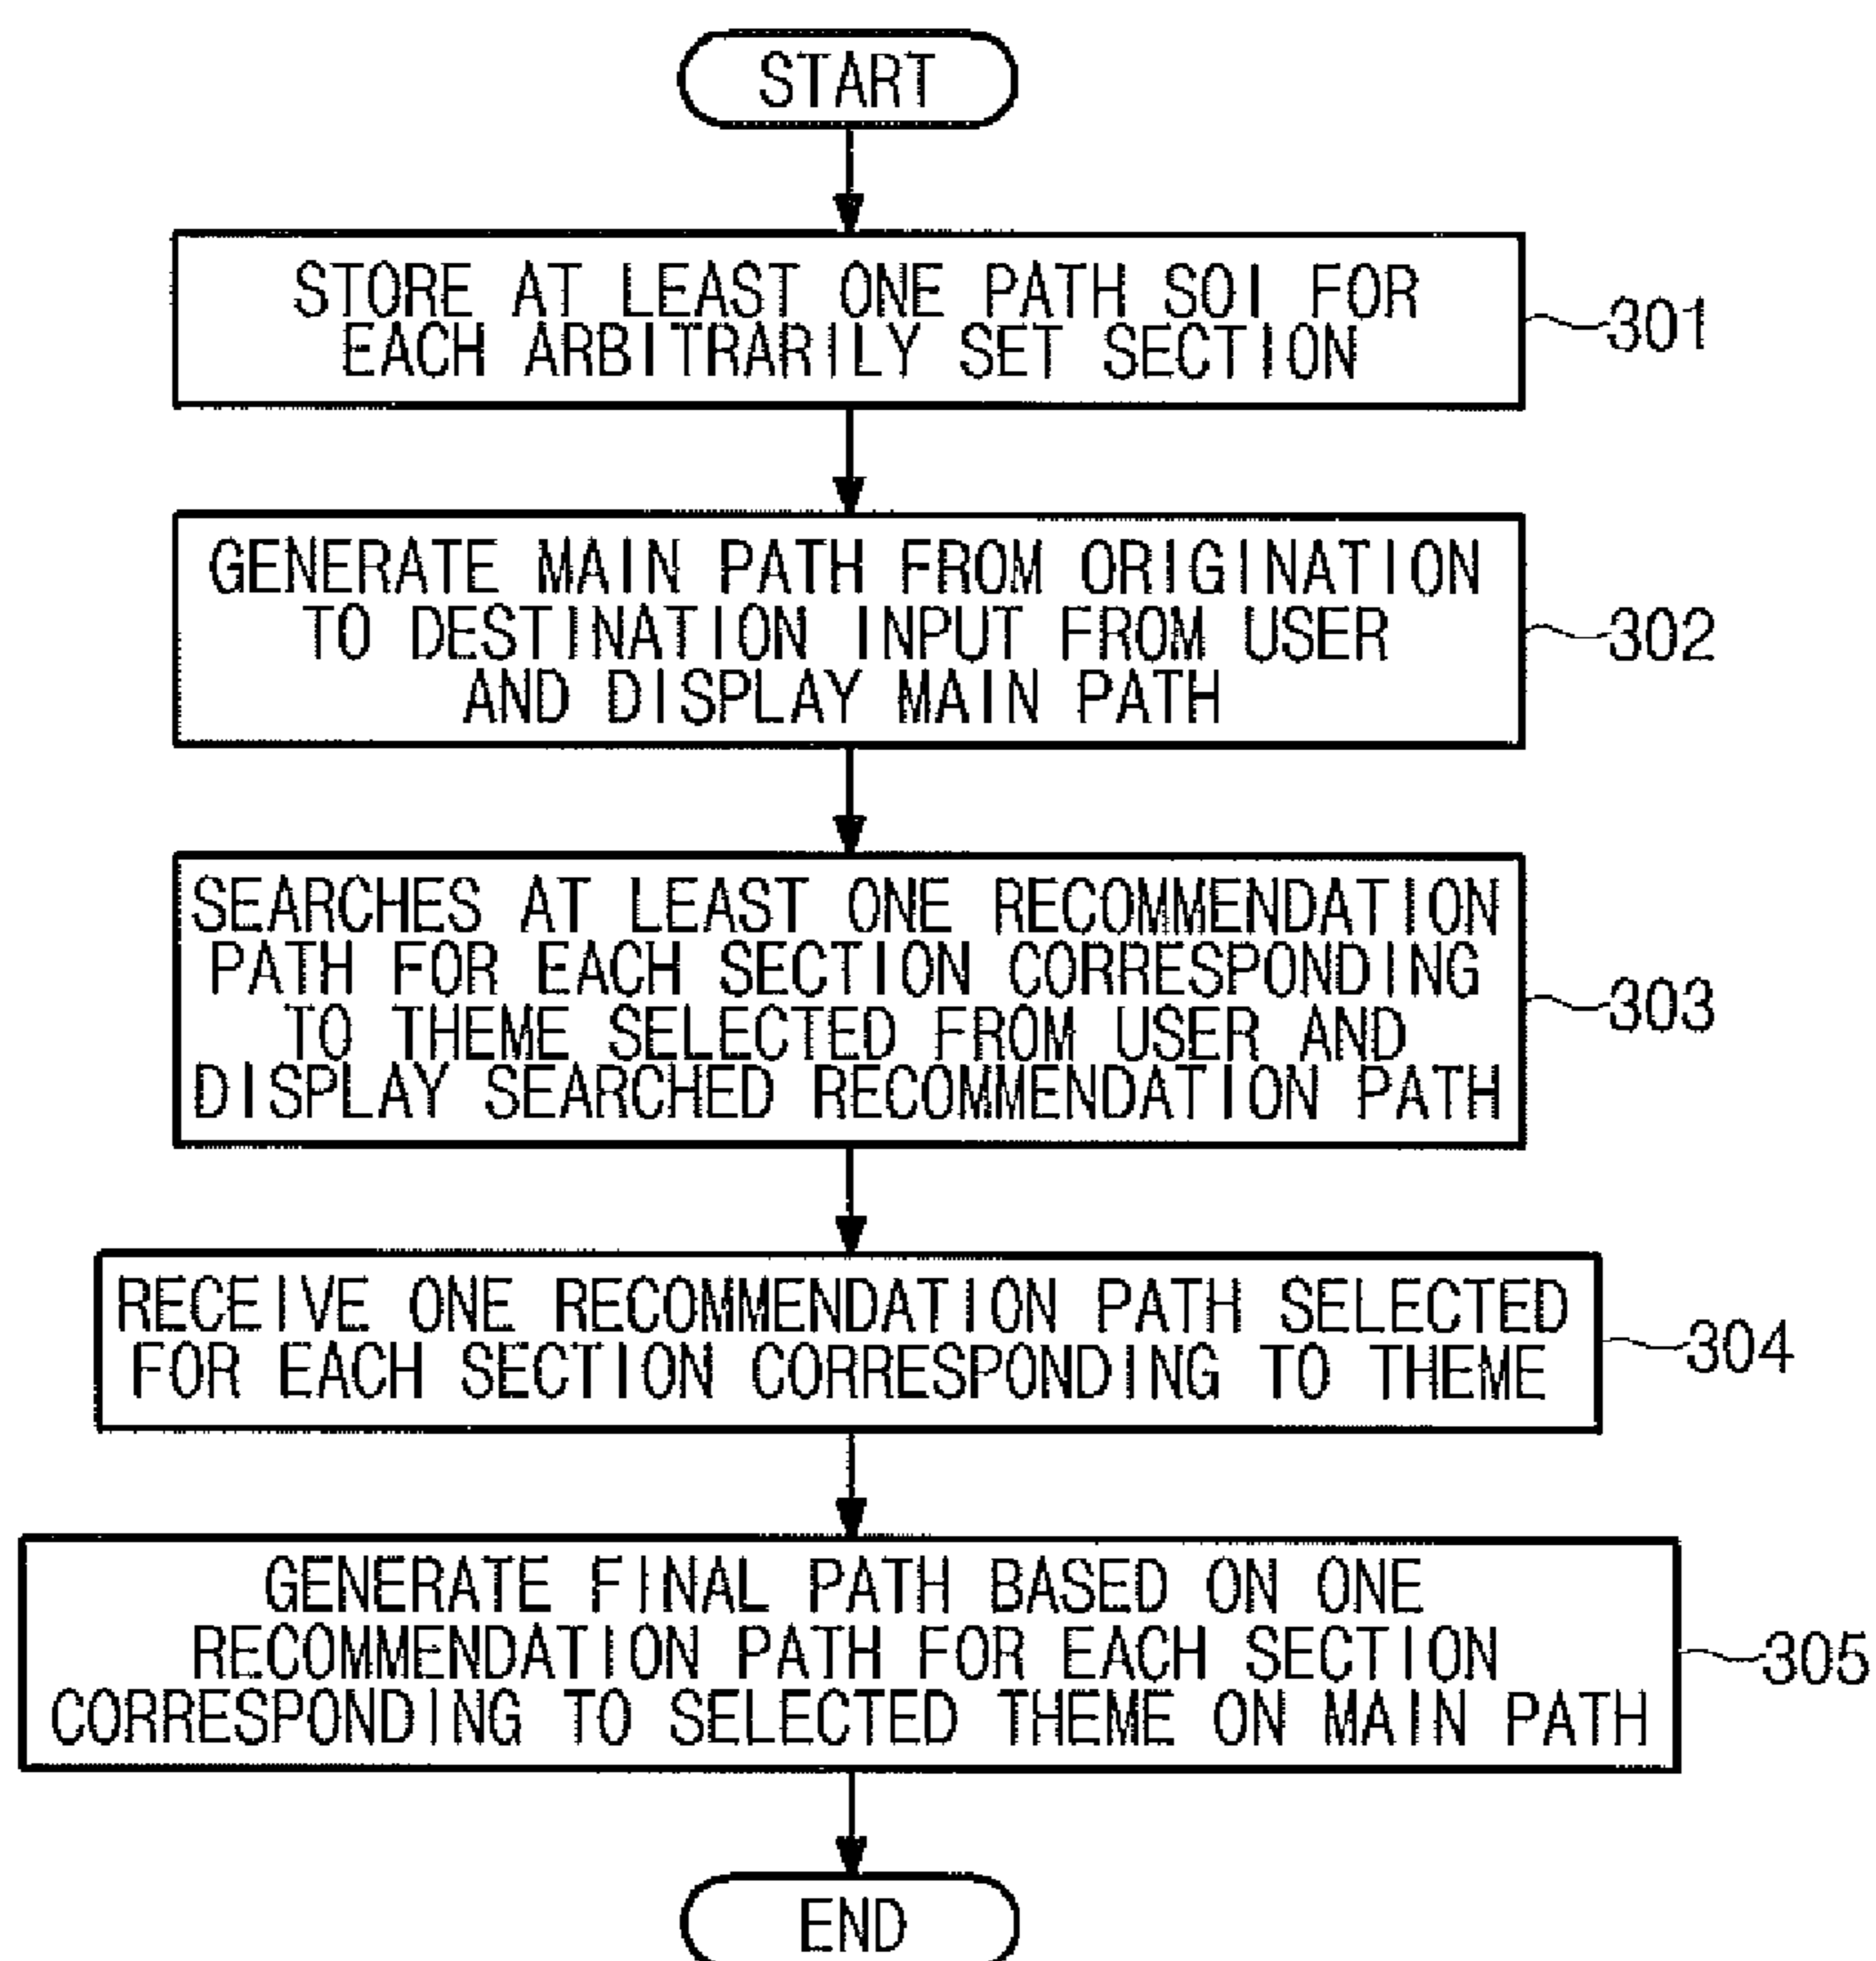 START
STORE AT LEAST ONE PATH SOI FOR
EACH ARBITRARILY SET SECTION
301
GENERATE MAIN PATH FROM ORIGINATION
TO DESTINATION INPUT FROM USER
AND DISPLAY MAIN PATH
302
SEARCHES AT LEAST ONE RECOMMENDATION
PATH FOR EACH SECTION CORRESPONDING
TO THEME SELECTED FROM USER AND
DISPLAY SEARCHED RECOMMENDATION PATH
303
RECEIVE ONE RECOMMENDATION PATH SELECTED
FOR EACH SECTION CORRESPONDING TO THEME
304
GENERATE FINAL PATH BASED ON ONE
RECOMMENDATION PATH FOR EACH SECTION
CORRESPONDING TO SELECTED THEME ON MAIN PATH
305
END